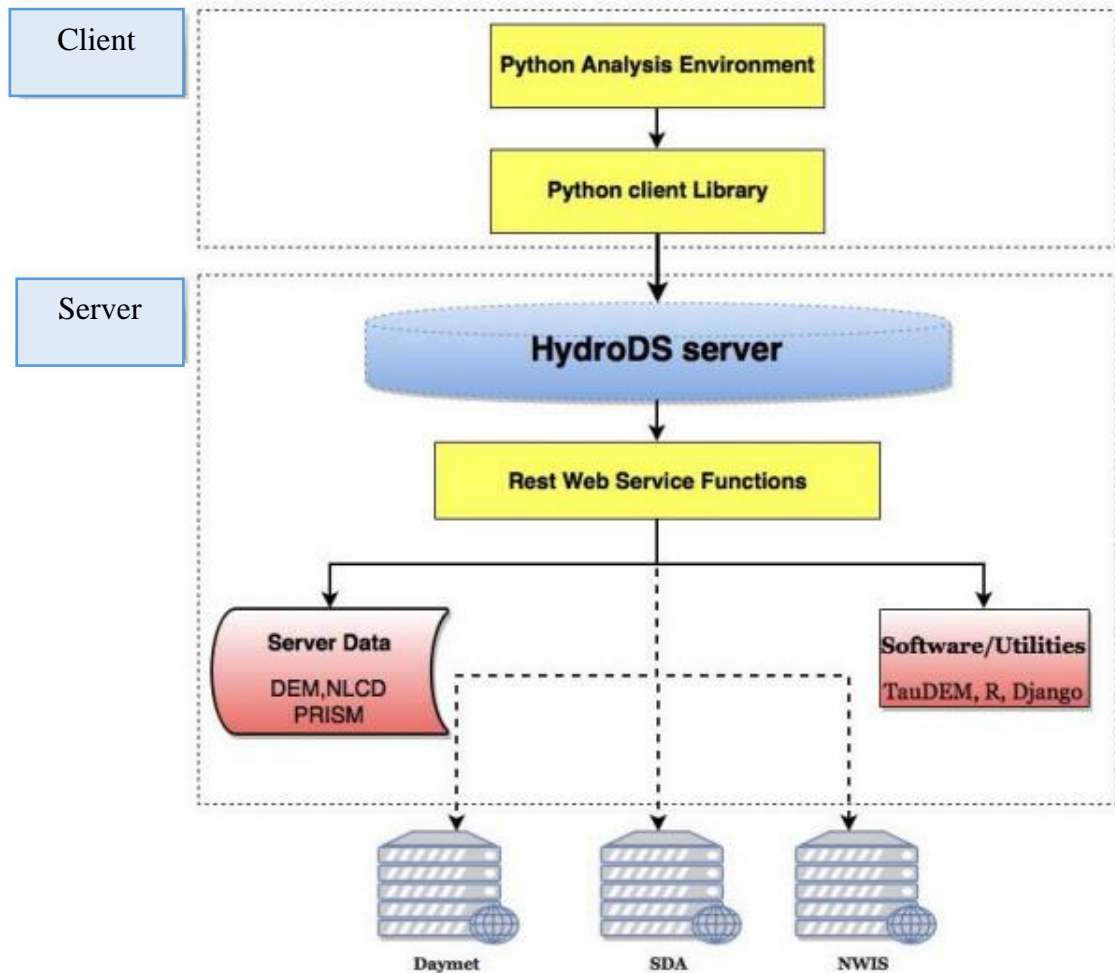 Client
Python Analysis Environment
Python client Library
Server
HydroDS server
Rest Web Service Functions
Server Data
DEM,NLCD
PRISM
Software/Utilities
TauDEM, R, Django
Daymet
SDA
NWIS